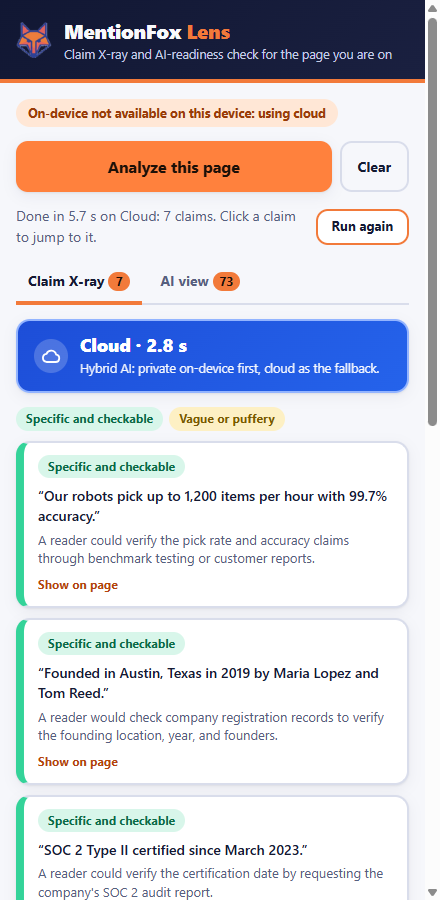 MentionFox Lens
Claim X-ray and AI-readiness check for the page you are on
On-device not available on this device: using cloud
Analyze this page
Clear
Done in 5.7 s on Cloud: 7 claims. Click a claim
to jump to it.
Run again
Claim X-ray 7
AI view 73
Cloud · 2.8 s
Hybrid AI: private on-device first, cloud as the fallback.
Specific and checkable
Vague or puffery
Specific and checkable
“Our robots pick up to 1,200 items per hour with 99.7%
accuracy.”
A reader could verify the pick rate and accuracy claims
through benchmark testing or customer reports.
Show on page
Specific and checkable
“Founded in Austin, Texas in 2019 by Maria Lopez and
Tom Reed.”
A reader would check company registration records to verify
the founding location, year, and founders.
Show on page
Specific and checkable
“SOC 2 Type II certified since March 2023.”
A reader could verify the certification date by requesting the
company's SOC 2 audit report.